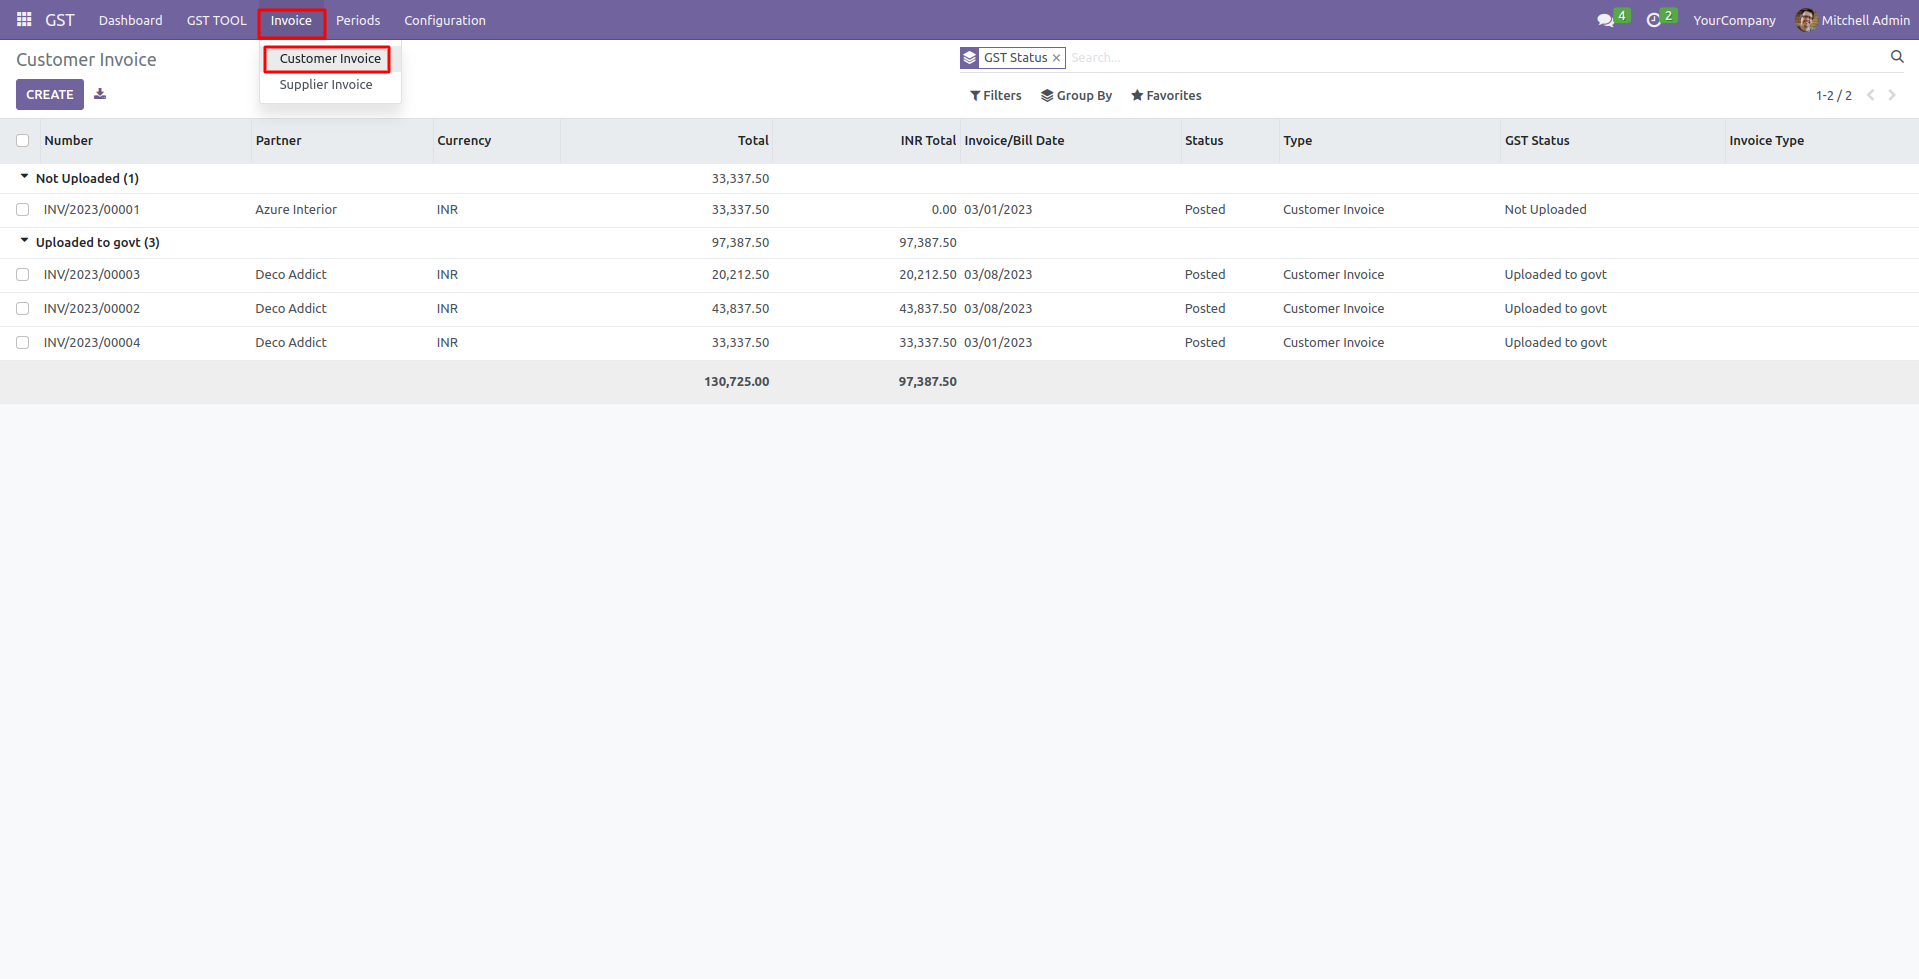 GST Dashboard GST TOOL Invoice Periods Configuration 4 2 YourCompany Mitchell Admin
Customer Invoice
Customer Invoice
Supplier Invoice
GST Status × Search...
CREATE
Filters Group By Favorites 1-2 / 2
Number Partner Currency Total INR Total Invoice/Bill Date Status Type GST Status Invoice Type
Not Uploaded (1) 33,337.50
INV/2023/00001 Azure Interior INR 33,337.50 0.00 03/01/2023 Posted Customer Invoice Not Uploaded
Uploaded to govt (3) 97,387.50 97,387.50
INV/2023/00003 Deco Addict INR 20,212.50 20,212.50 03/08/2023 Posted Customer Invoice Uploaded to govt
INV/2023/00002 Deco Addict INR 43,837.50 43,837.50 03/08/2023 Posted Customer Invoice Uploaded to govt
INV/2023/00004 Deco Addict INR 33,337.50 33,337.50 03/01/2023 Posted Customer Invoice Uploaded to govt
130,725.00 97,387.50